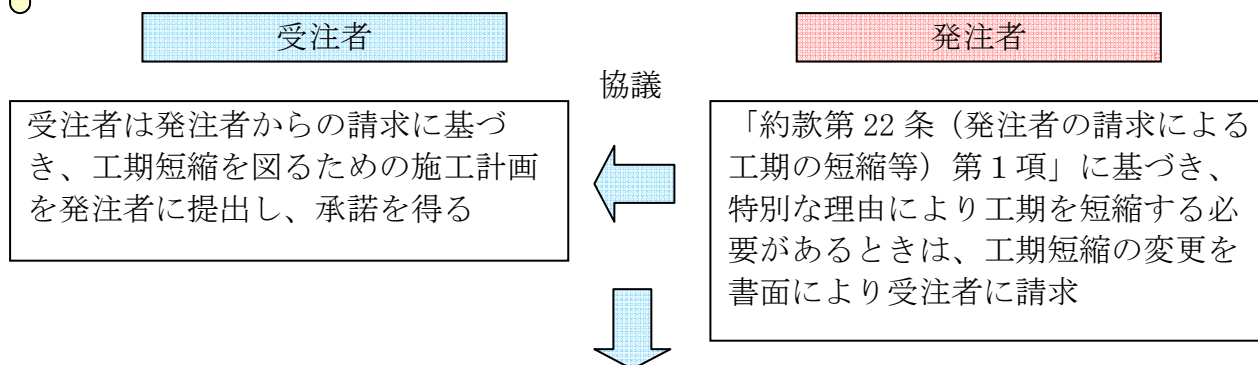 受注者
発注者
協議
受注者は発注者からの請求に基づ
き、工期短縮を図るための施工計画
を発注者に提出し、承諾を得る
「約款第 22 条（発注者の請求による
工期の短縮等）第１項」に基づき、
特別な理由により工期を短縮する必
要があるときは、工期短縮の変更を
書面により受注者に請求